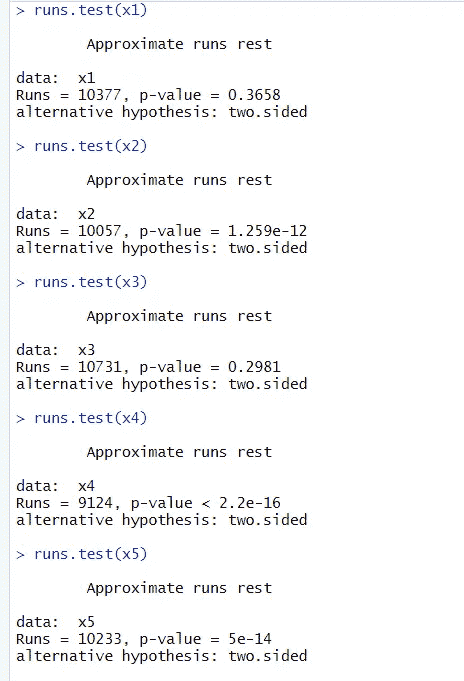 > runs.test(x1)
Approximate runs rest
data:  x1
Runs = 10377, p-value = 0.3658
alternative hypothesis: two.sided
> runs.test(x2)
Approximate runs rest
data:  x2
Runs = 10057, p-value = 1.259e-12
alternative hypothesis: two.sided
> runs.test(x3)
Approximate runs rest
data:  x3
Runs = 10731, p-value = 0.2981
alternative hypothesis: two.sided
> runs.test(x4)
Approximate runs rest
data:  x4
Runs = 9124, p-value < 2.2e-16
alternative hypothesis: two.sided
> runs.test(x5)
Approximate runs rest
data:  x5
Runs = 10233, p-value = 5e-14
alternative hypothesis: two.sided